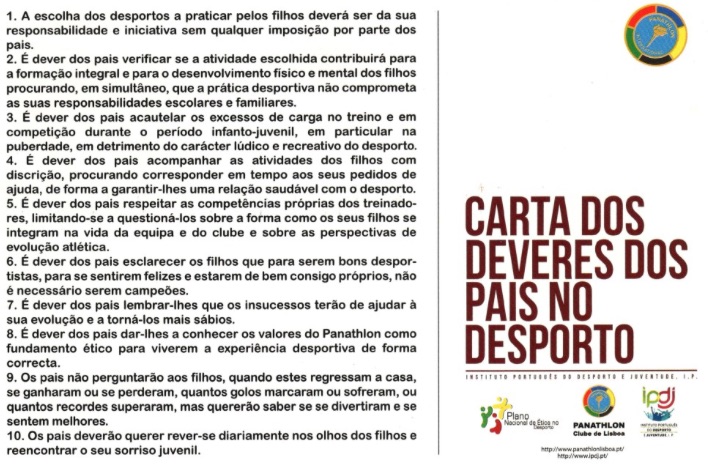 1. A escolha dos desportos a praticar pelos filhos deverá ser da sua
responsabilidade e iniciativa sem qualquer imposição por parte dos
pais.
2. É dever dos pais verificar se a atividade escolhida contribuirá para
a formação integral e para o desenvolvimento físico e mental dos filhos
procurando, em simultâneo, que a prática desportiva não comprometa
as suas responsabilidades escolares e familiares.
3. É dever dos pais acautelar os excessos de carga no treino e em
competição durante o período infanto-juvenil, em particular na
puberdade, em detrimento do carácter lúdico e recreativo do desporto.
4. É dever dos pais acompanhar as atividades dos filhos com
discrição, procurando corresponder em tempo aos seus pedidos de
ajuda, de forma a garantir-lhes uma relação saudável com o desporto.
5. É dever dos pais respeitar as competências próprias dos treinado-
res, limitando-se a questioná-los sobre a forma como os seus filhos se
integram na vida da equipa e do clube e sobre as perspectivas de
evolução atlética.
6. É dever dos pais esclarecer os filhos que para serem bons despor-
tistas, para se sentirem felizes e estarem de bem consigo próprios, não
é necessário serem campeões.
7. É dever dos pais lembrar-lhes que os insucessos terão de ajudar à
sua evolução e a torná-los mais sábios.
8. É dever dos pais dar-lhes a conhecer os valores do Panathlon como
fundamento ético para viverem a experiência desportiva de forma
correcta.
9. Os pais não perguntarão aos filhos, quando estes regressam a casa,
se ganharam ou se perderam, quantos golos marcaram ou sofreram, ou
quantos recordes superaram, mas quererão saber se se divertiram e se
sentem melhores.
10. Os pais deverão querer rever-se diariamente nos olhos dos filhos e
reencontrar o seu sorriso juvenil.
PANATHLON
CARTA DOS
DEVERES DOS
PAIS NO
DESPORTO
INSTITUTO PORTUGUÊS DO DESPORTO E JUVENTUDE, I.P.
Plano
Nacional de Ética no
Desporto
PANATHLON
Clube de Lisboa
ipdj
INSTITUTO PORTUGUÊS
DO DESPORTO
E JUVENTUDE, I. P.
http://www.panathlonlisboa.pt/
http://www.ipdj.pt/